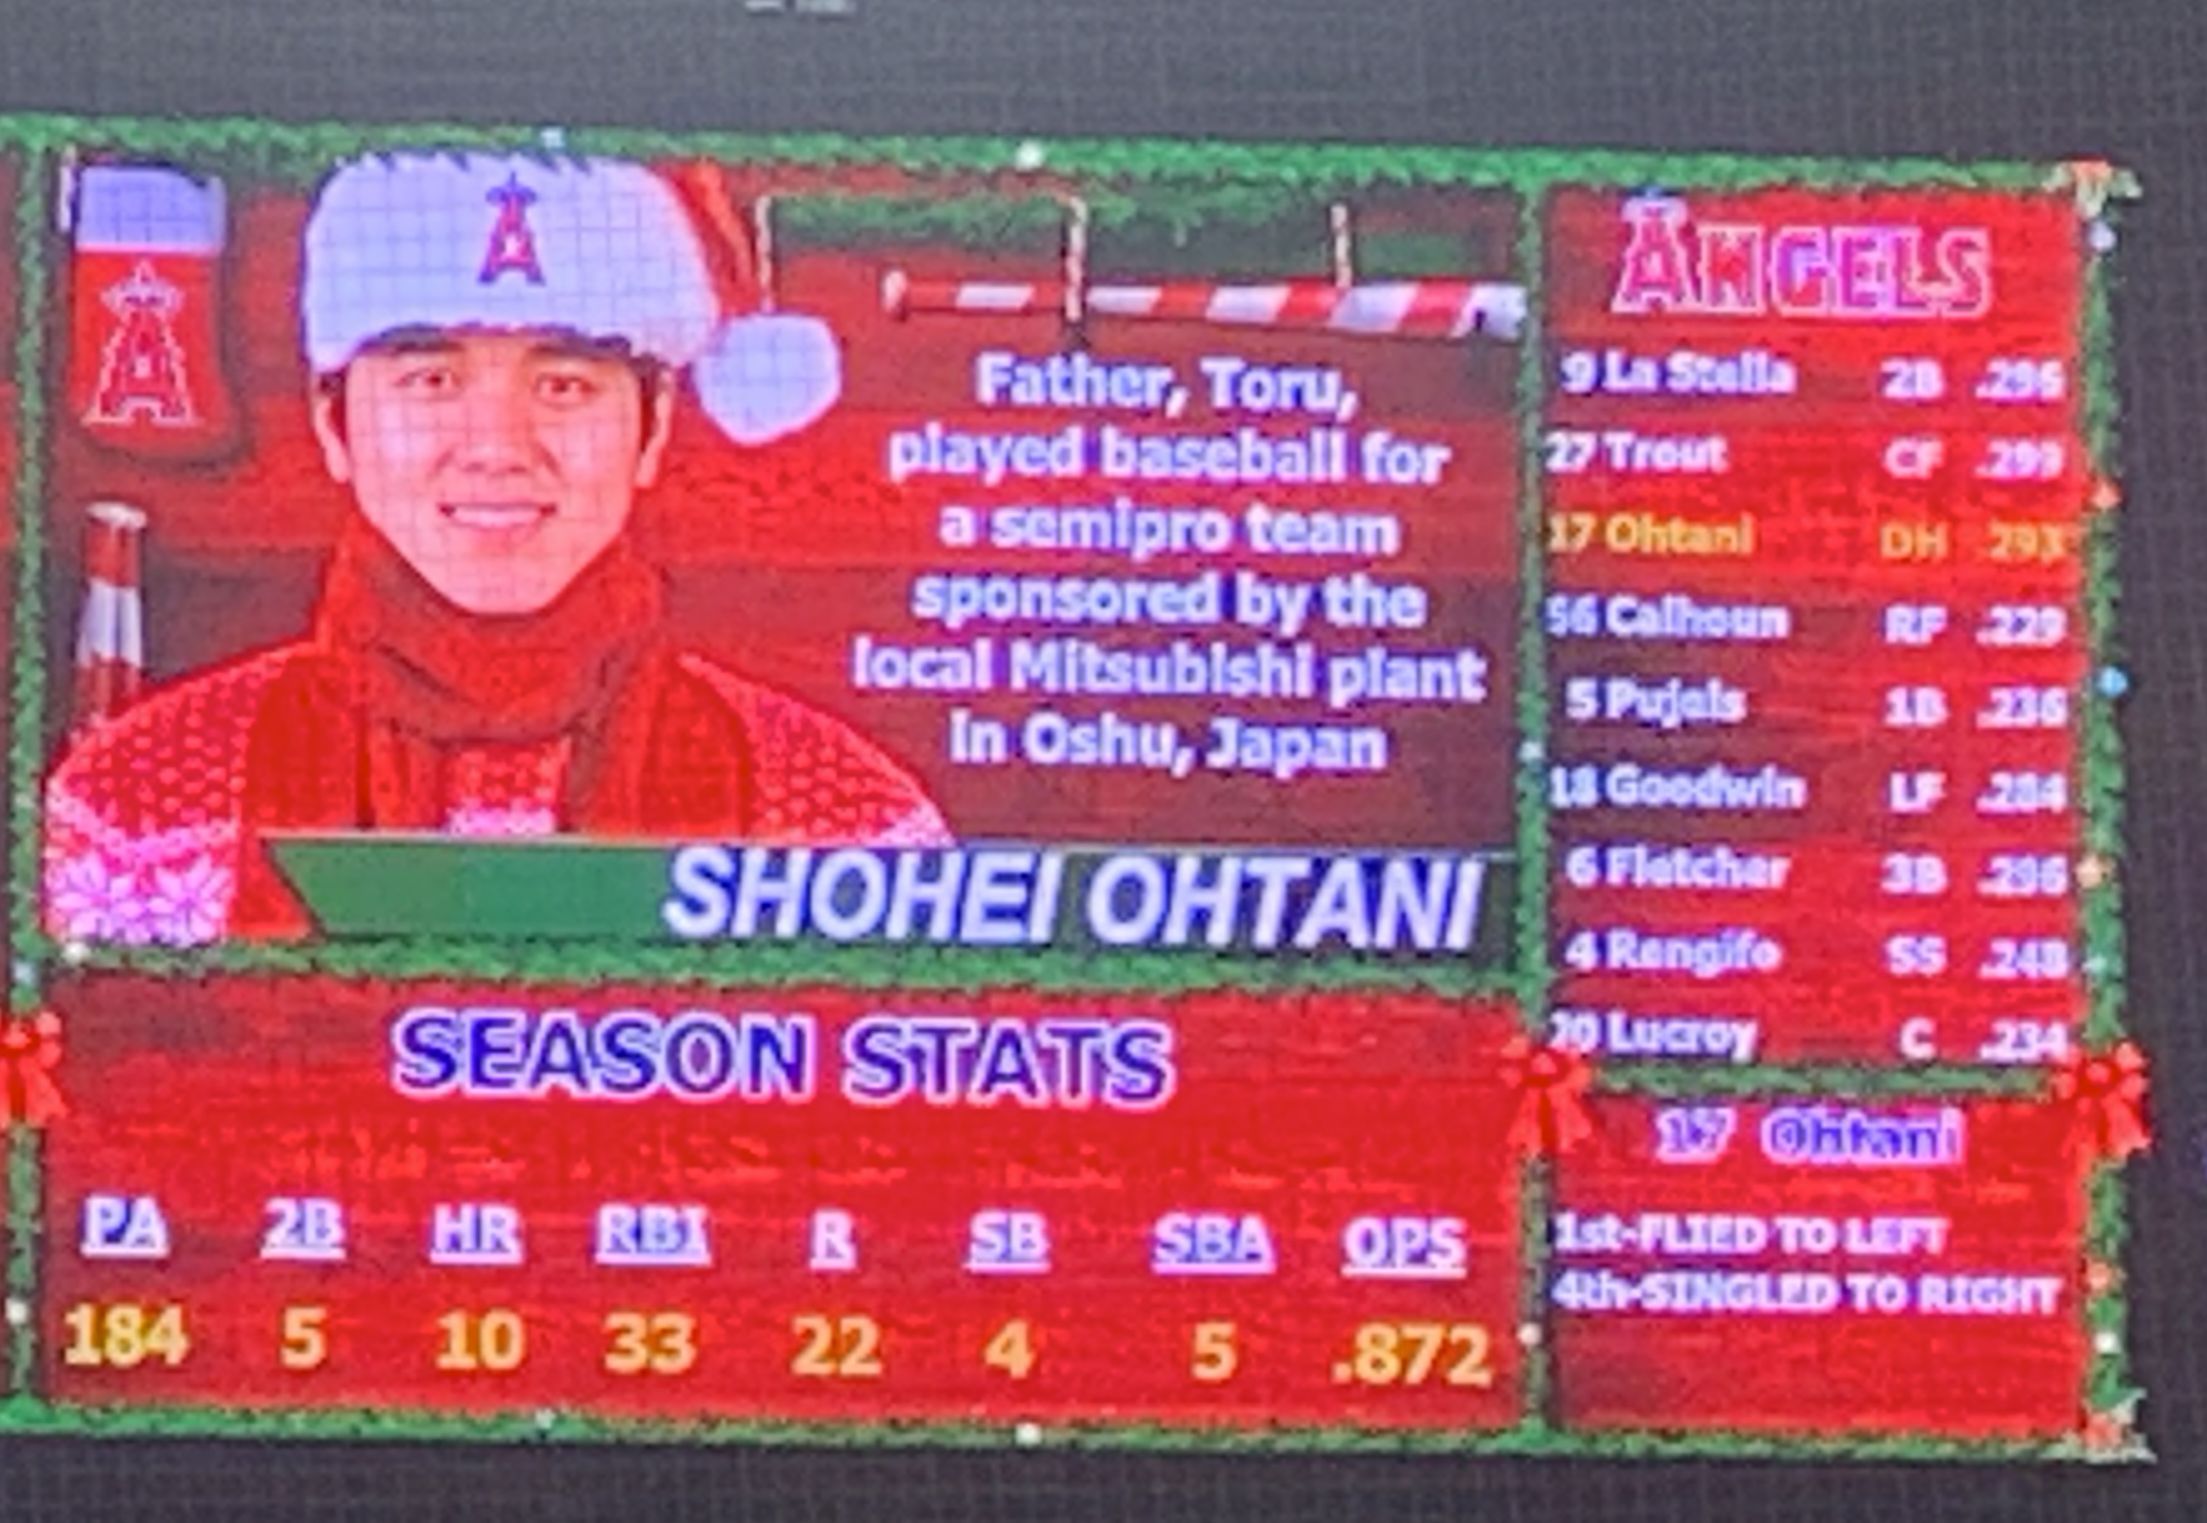 Father, Toru,
played baseball for
a semipro team
sponsored by the
local Mitsubishi plant
in Oshu, Japan
SHOHEI OHTANI
SEASON STATS
PA 2B HR RBI R SB SBA OPS
184 5 10 33 22 4 5 .872
ANGELS
9 La Stella 2B .296
27 Trout CF .299
17 Ohtani DH .293
56 Calhoun RF .229
5 Pujols 1B .236
18 Goodwin LF .284
6 Fletcher 3B .296
4 Rengifo SS .248
20 Lucroy C .234
17 Ohtani
1st-FLIED TO LEFT
4th-SINGLED TO RIGHT